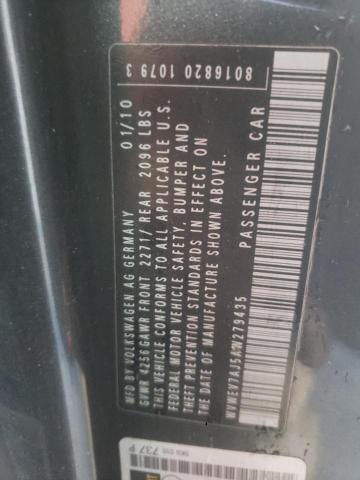 8016820 1079 3
MFD BY VOLKSWAGEN AG GERMANY 01/10
GVWR 4256 GAWR FRONT 2271/ REAR 2096 LBS
THIS VEHICLE CONFORMS TO ALL APPLICABLE U.S.
FEDERAL MOTOR VEHICLE SAFETY, BUMPER AND
THEFT PREVENTION STANDARDS IN EFFECT ON
DATE OF MANUFACTURE SHOWN ABOVE.
WVWEV7AJ5AW279435
PASSENGER CAR
737 P